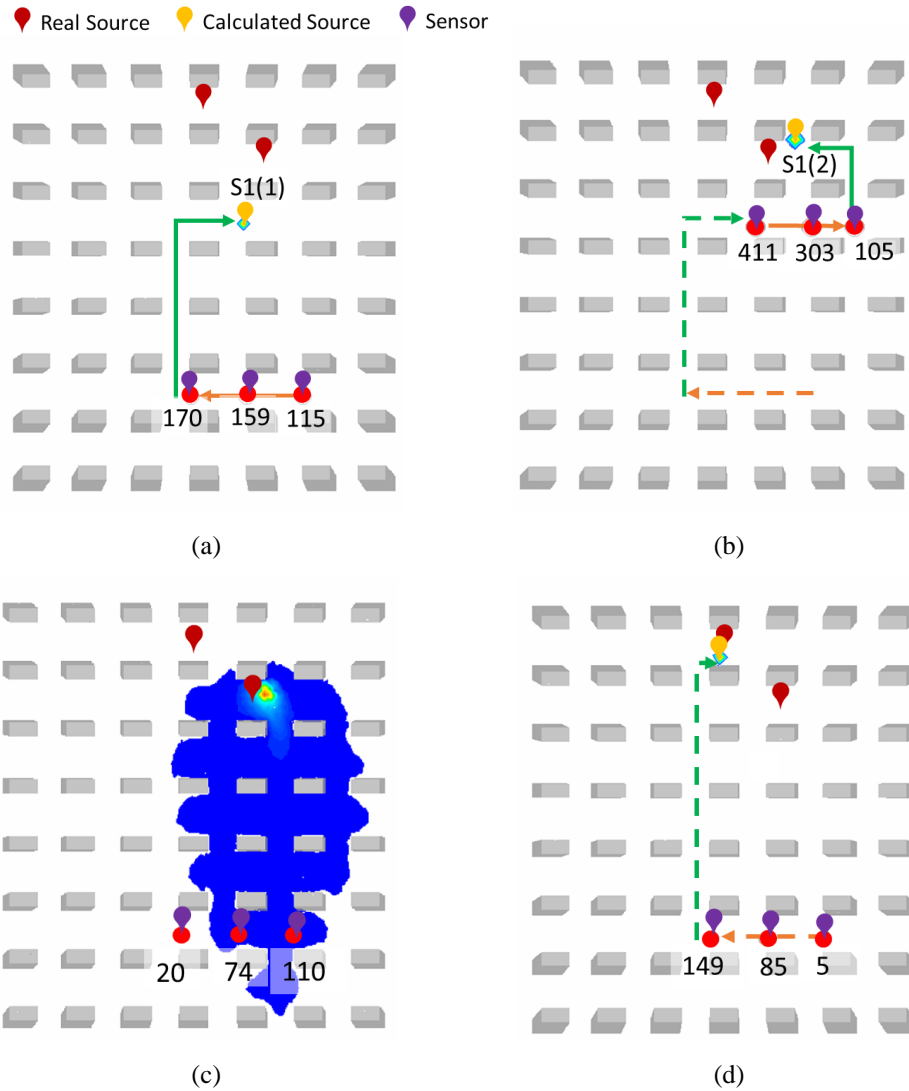 Real Source Calculated Source Sensor
S1(1)
170 159 115
S1(2)
411 303 105
(a) (b)
20 74 110
149 85 5
(c) (d)